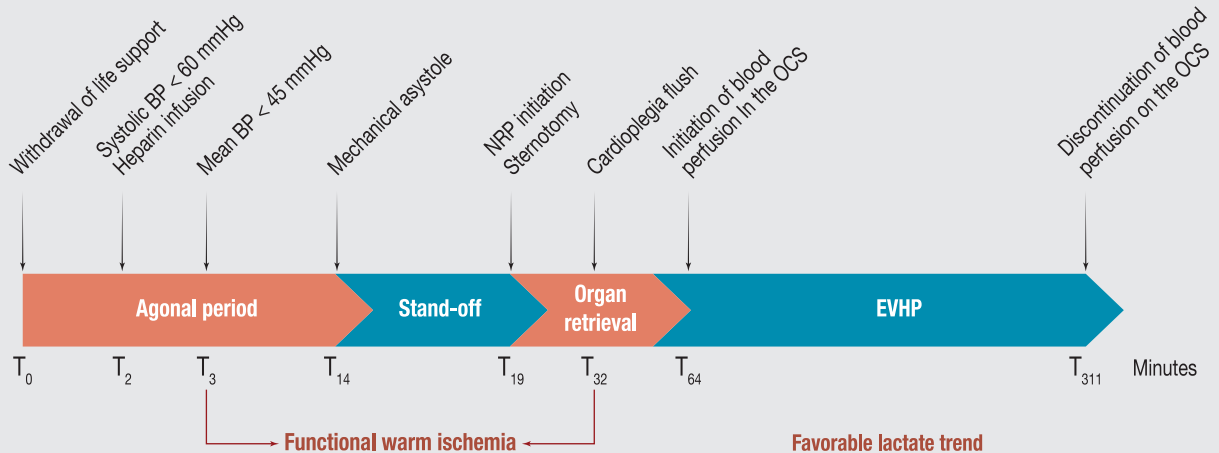 Withdrawal of life support
Systolic BP < 60 mmHg
Heparin infusion
Mean BP < 45 mmHg
Mechanical asystole
NRP initiation
Sternotomy
Cardioplegia flush
Initiation of blood
perfusion In the OCS
Discontinuation of blood
perfusion on the OCS
Agonal period
Stand-off
Organ
retrieval
EVHP
T0 T2 T3 T14 T19 T32 T64 T311 Minutes
Functional warm ischemia
Favorable lactate trend